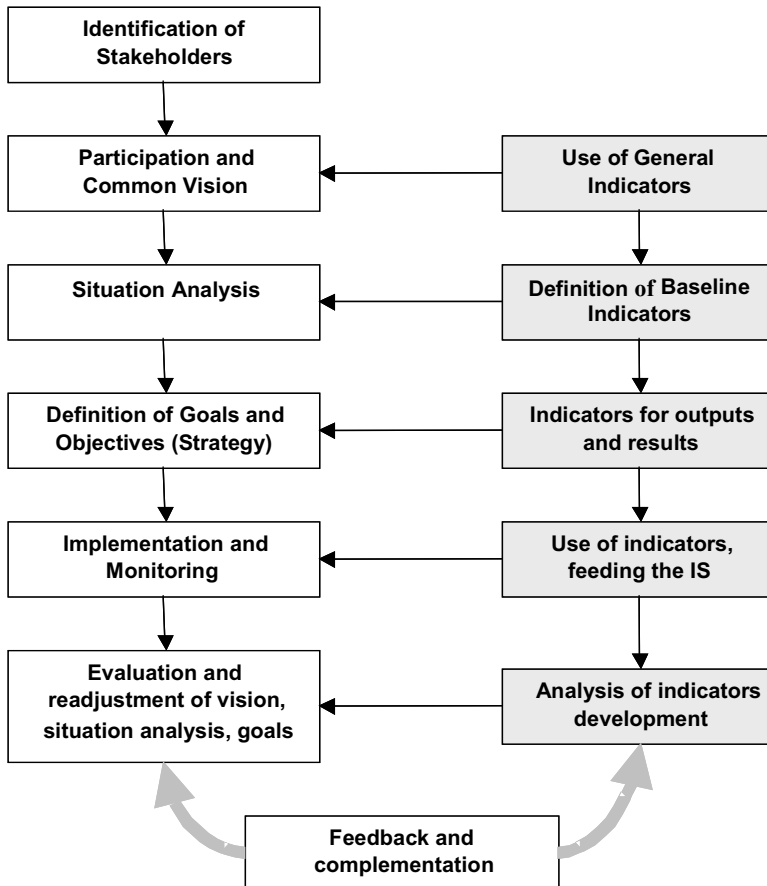 Identification of
Stakeholders
Participation and
Common Vision
Use of General
Indicators
Situation Analysis
Definition of Baseline
Indicators
Definition of Goals and
Objectives (Strategy)
Indicators for outputs
and results
Implementation and
Monitoring
Use of indicators,
feeding the IS
Evaluation and
readjustment of vision,
situation analysis, goals
Analysis of indicators
development
Feedback and
complementation